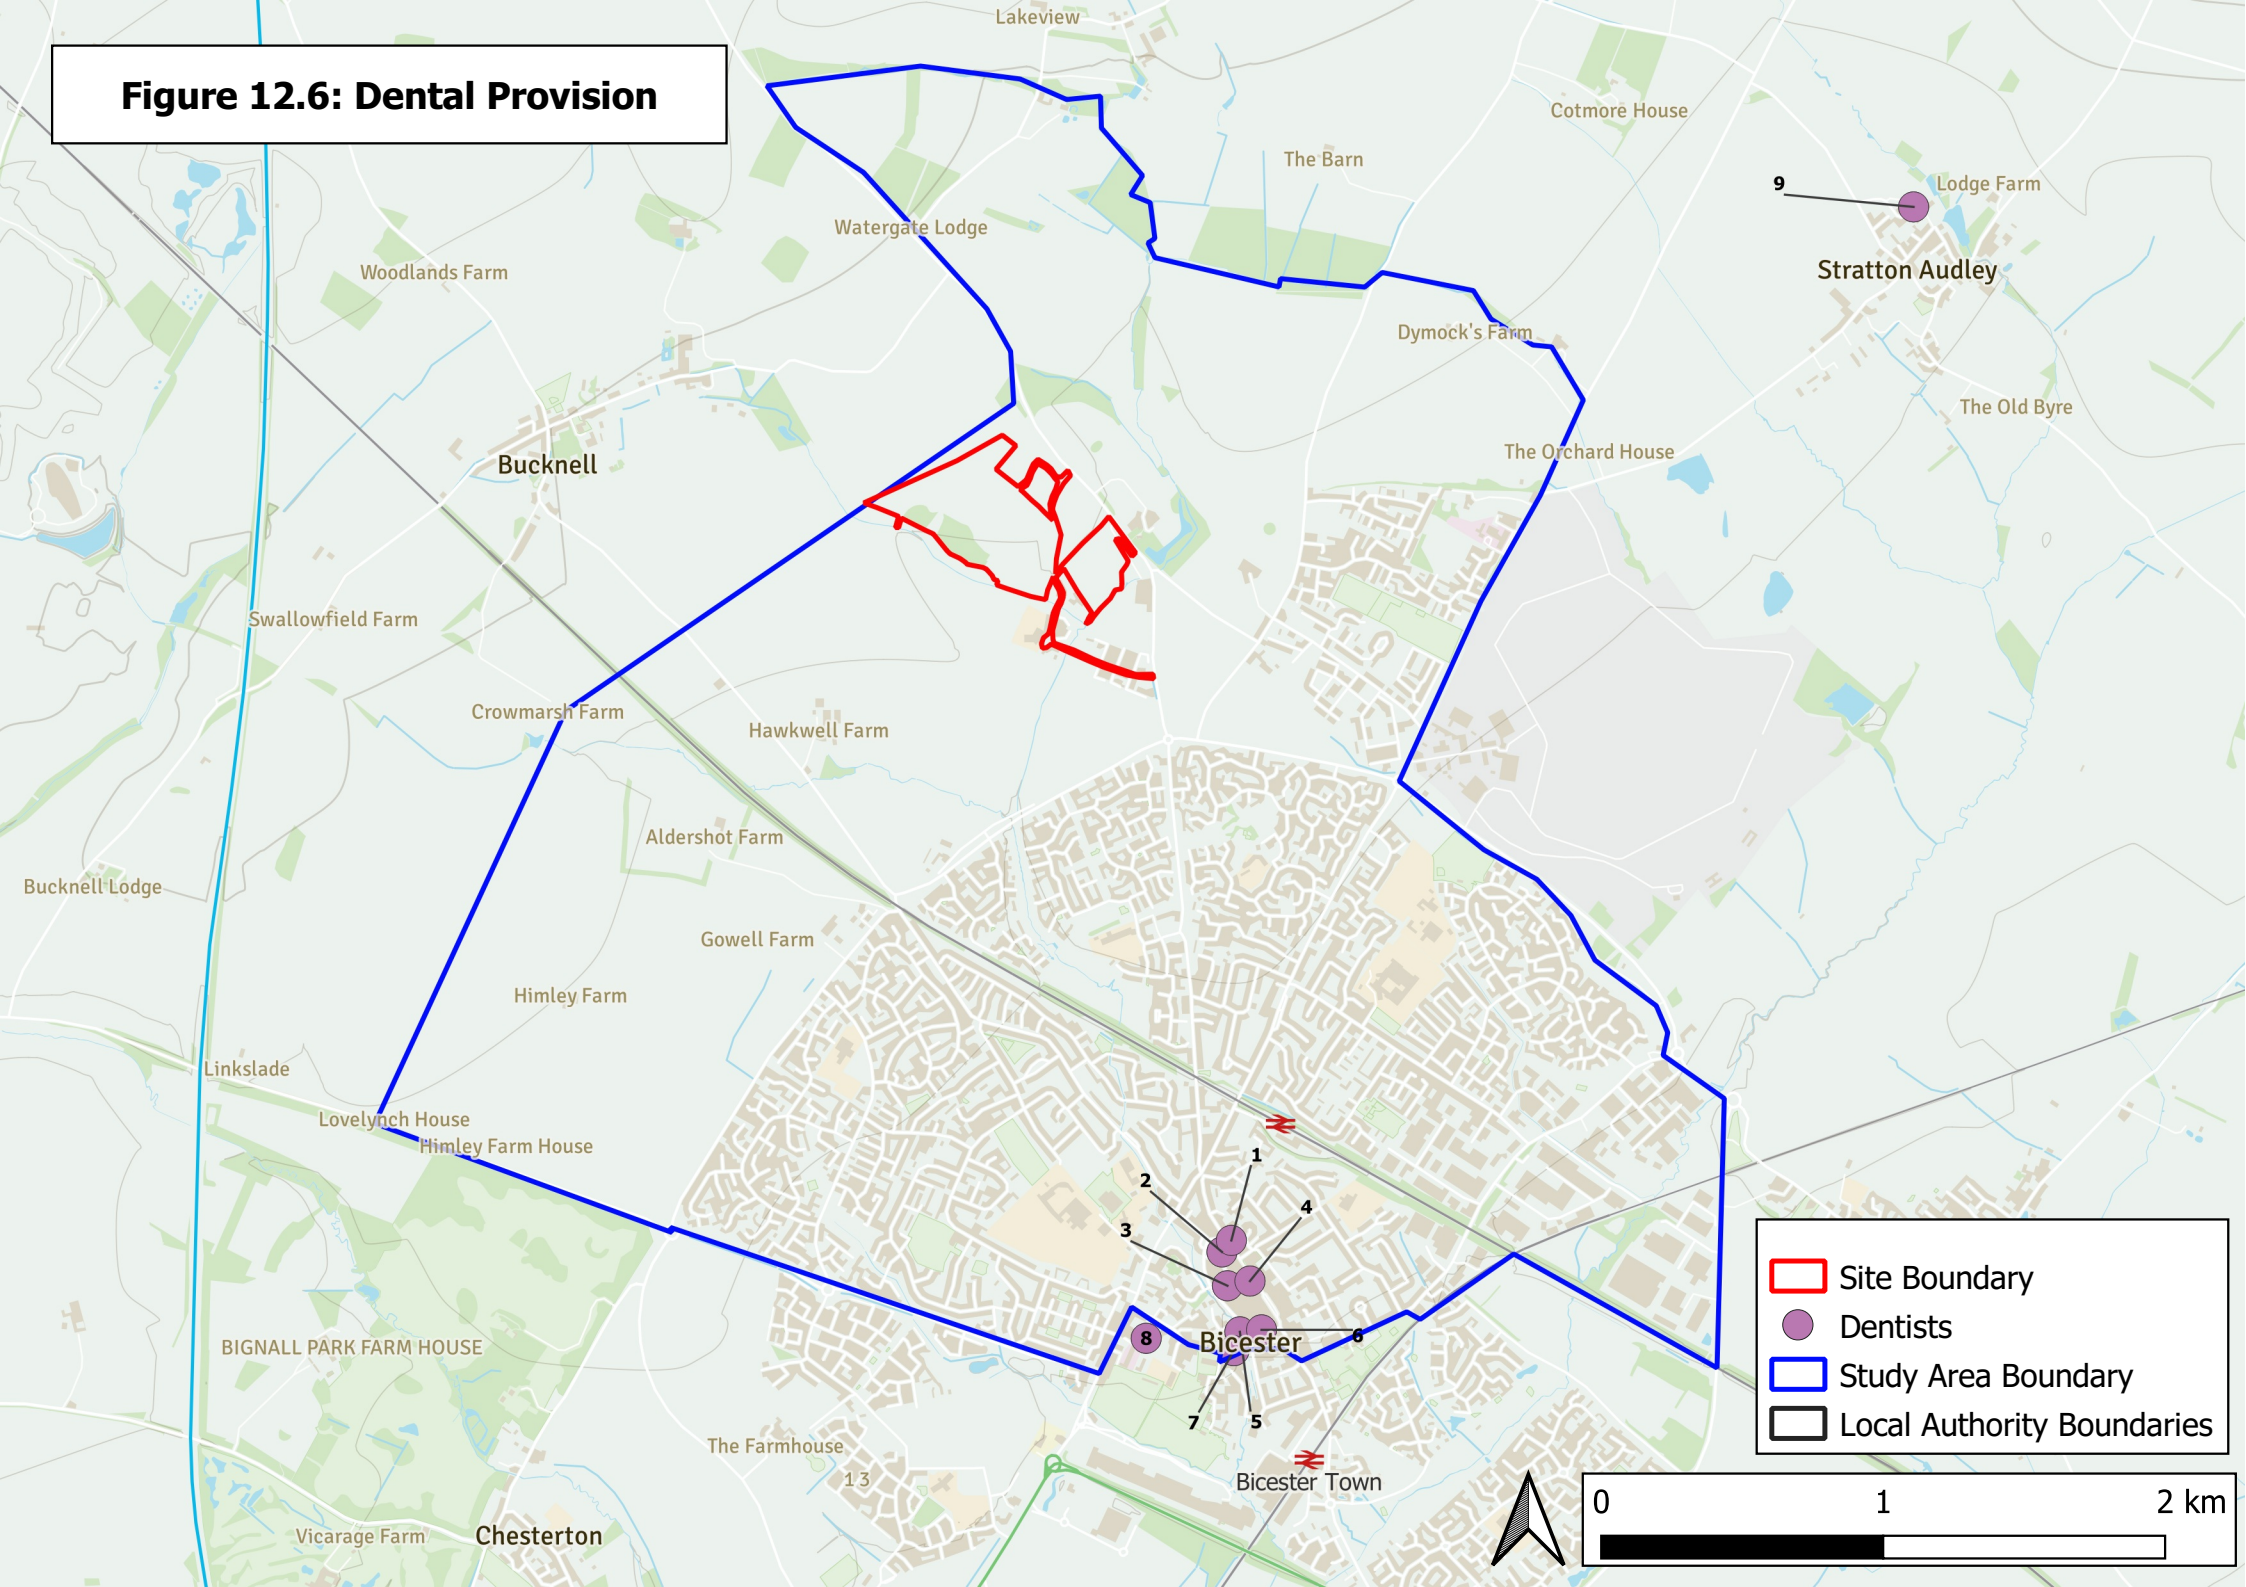 Figure 12.6: Dental Provision
Lakeview
Cotmore House
The Barn
9
Lodge Farm
Watergate Lodge
Stratton Audley
Woodlands Farm
Dymock's Farm
The Old Byre
The Orchard House
Bucknell
Swallowfield Farm
Crowmarsh Farm
Hawkwell Farm
Aldershot Farm
Bucknell Lodge
Gowell Farm
Himley Farm
Linkslade
Lovelynch House
Himley Farm House
1
2
4
3
8
Bicester
6
BIGNALL PARK FARM HOUSE
7
5
The Farmhouse
13
Bicester Town
Vicarage Farm
Chesterton
Site Boundary
Dentists
Study Area Boundary
Local Authority Boundaries
0 1 2 km